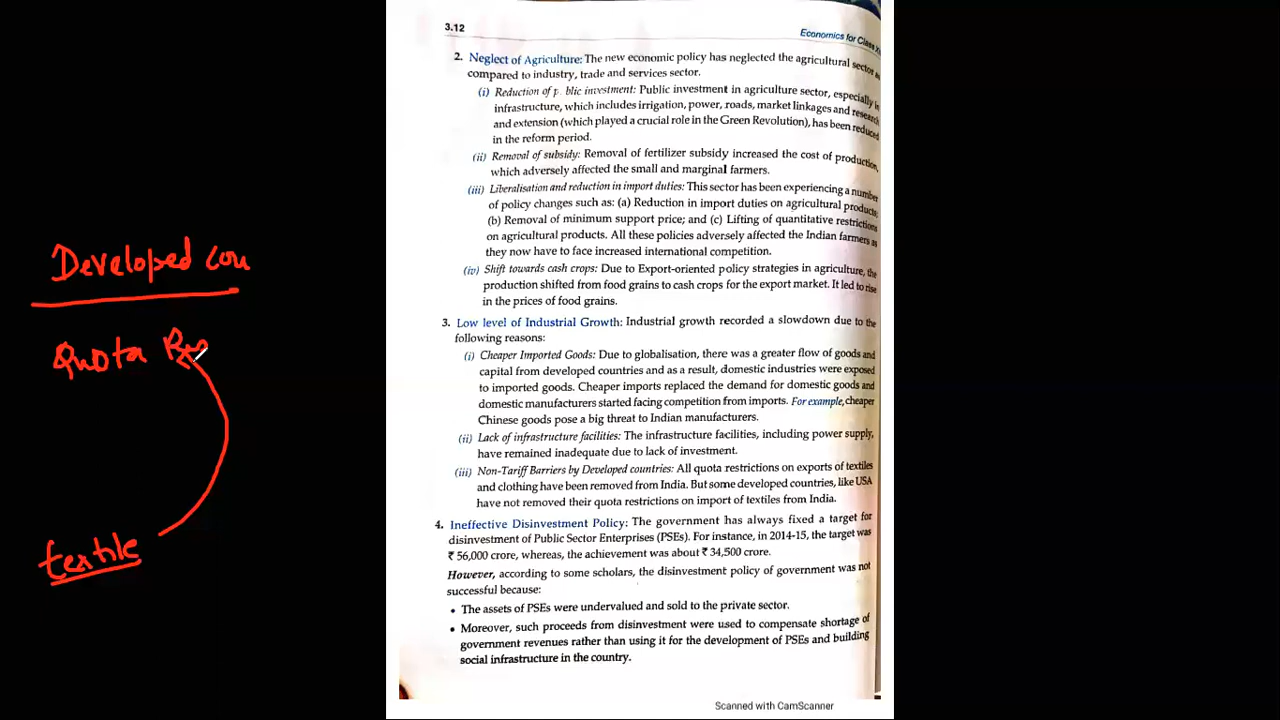 3.12
Economics for Class
2. Neglect of Agriculture: The new economic policy has neglected the agricultural sector as
compared to industry, trade and services sector.
(i) Reduction of p. blic investment: Public investment in agriculture sector, especially in
infrastructure, which includes irrigation, power, roads, market linkages and research
and extension (which played a crucial role in the Green Revolution), has been reduced
in the reform period.
(ii) Removal of subsidy: Removal of fertilizer subsidy increased the cost of production,
which adversely affected the small and marginal farmers.
(iii) Liberalisation and reduction in import duties: This sector has been experiencing a number
of policy changes such as: (a) Reduction in import duties on agricultural products;
(b) Removal of minimum support price; and (c) Lifting of quantitative restrictions
on agricultural products. All these policies adversely affected the Indian farmers as
they now have to face increased international competition.
(iv) Shift towards cash crops: Due to Export-oriented policy strategies in agriculture, the
production shifted from food grains to cash crops for the export market. It led to rise
in the prices of food grains.
3. Low level of Industrial Growth: Industrial growth recorded a slowdown due to the
following reasons:
(i) Cheaper Imported Goods: Due to globalisation, there was a greater flow of goods and
capital from developed countries and as a result, domestic industries were exposed
to imported goods. Cheaper imports replaced the demand for domestic goods and
domestic manufacturers started facing competition from imports. For example, cheaper
Chinese goods pose a big threat to Indian manufacturers.
(ii) Lack of infrastructure facilities: The infrastructure facilities, including power supply,
have remained inadequate due to lack of investment.
(iii) Non-Tariff Barriers by Developed countries: All quota restrictions on exports of textiles
and clothing have been removed from India. But some developed countries, like USA
have not removed their quota restrictions on import of textiles from India.
4. Ineffective Disinvestment Policy: The government has always fixed a target for
disinvestment of Public Sector Enterprises (PSEs). For instance, in 2014-15, the target was
₹ 56,000 crore, whereas, the achievement was about ₹ 34,500 crore.
However, according to some scholars, the disinvestment policy of government was not
successful because:
• The assets of PSEs were undervalued and sold to the private sector.
• Moreover, such proceeds from disinvestment were used to compensate shortage of
government revenues rather than using it for the development of PSEs and building
social infrastructure in the country.
Scanned with CamScanner
Developed cou
Quota
textile